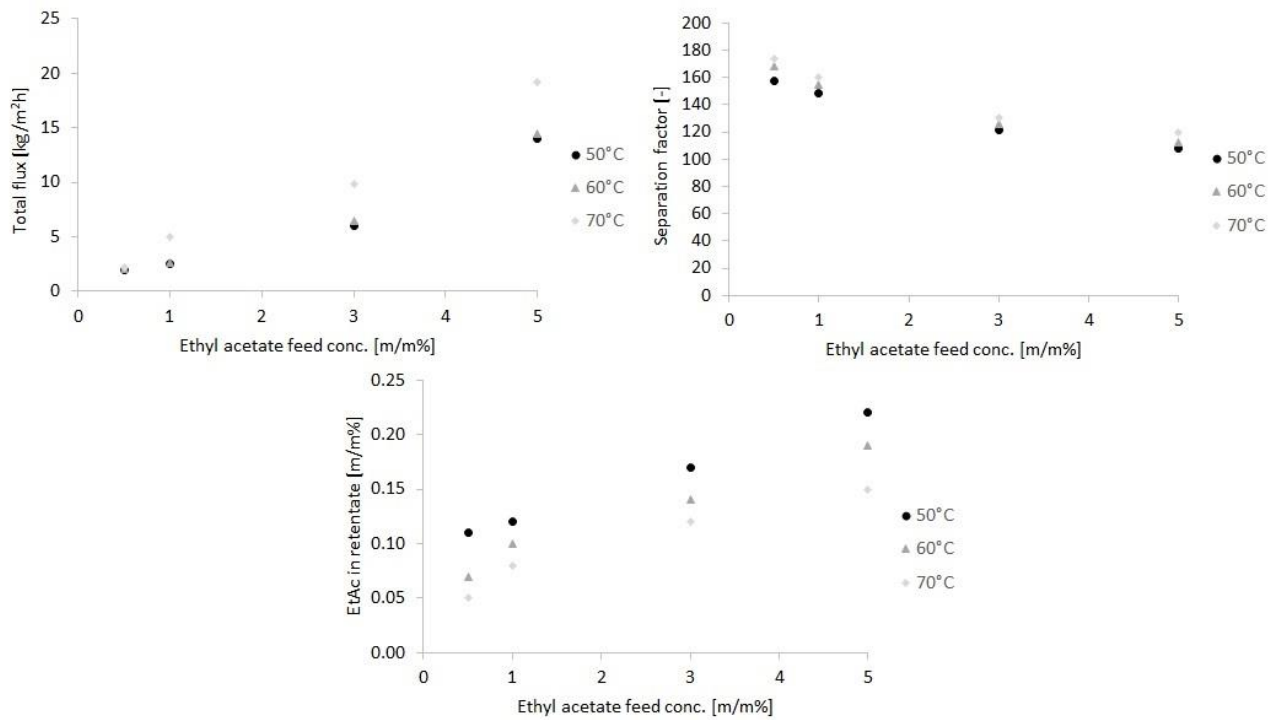 25
20
15
10
5
0
Total flux [kg/m²h]
0 1 2 3 4 5
Ethyl acetate feed conc. [m/m%]
50°C
60°C
70°C
200
180
160
140
120
100
80
60
40
20
0
Separation factor [-]
0 1 2 3 4 5
Ethyl acetate feed conc. [m/m%]
50°C
60°C
70°C
0.25
0.20
0.15
0.10
0.05
0.00
EtAc in retentate [m/m%]
0 1 2 3 4 5
Ethyl acetate feed conc. [m/m%]
50°C
60°C
70°C